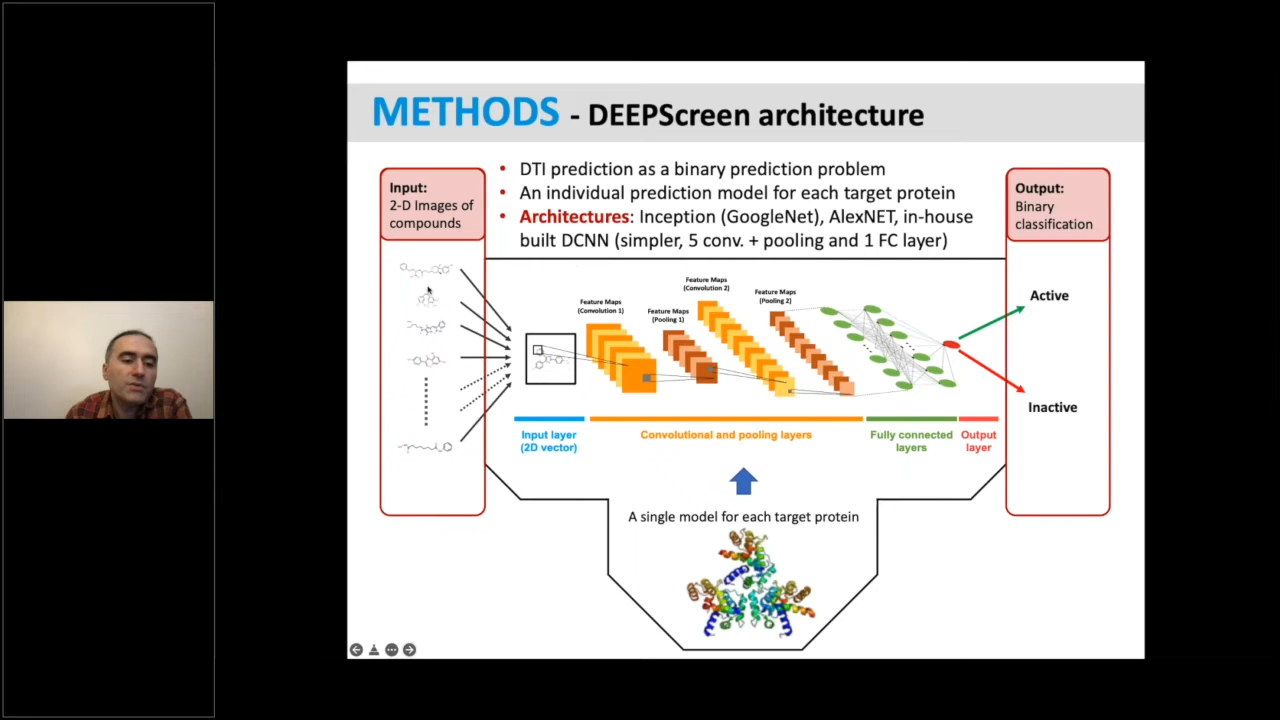 METHODS - DEEPScreen architecture
• DTI prediction as a binary prediction problem
• An individual prediction model for each target protein
• Architectures: Inception (GoogleNet), AlexNET, in-house
built DCNN (simpler, 5 conv. + pooling and 1 FC layer)
Input:
2-D Images of
compounds
Output:
Binary
classification
Feature Maps
(Convolution 1)
Feature Maps
(Pooling 1)
Feature Maps
(Convolution 2)
Feature Maps
(Pooling 2)
Active
Inactive
Input layer
(2D vector)
Convolutional and pooling layers
Fully connected
layers
Output
layer
A single model for each target protein